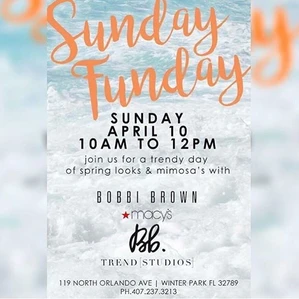 Sunday
Funday
SUNDAY
APRIL 10
10AM TO 12PM
join us for a trendy day
of spring looks & mimosa's with
BOBBI BROWN
★macy's
Bb.
TREND STUDIOS
119 NORTH ORLANDO AVE | WINTER PARK FL 32789
PH.407.237.3213